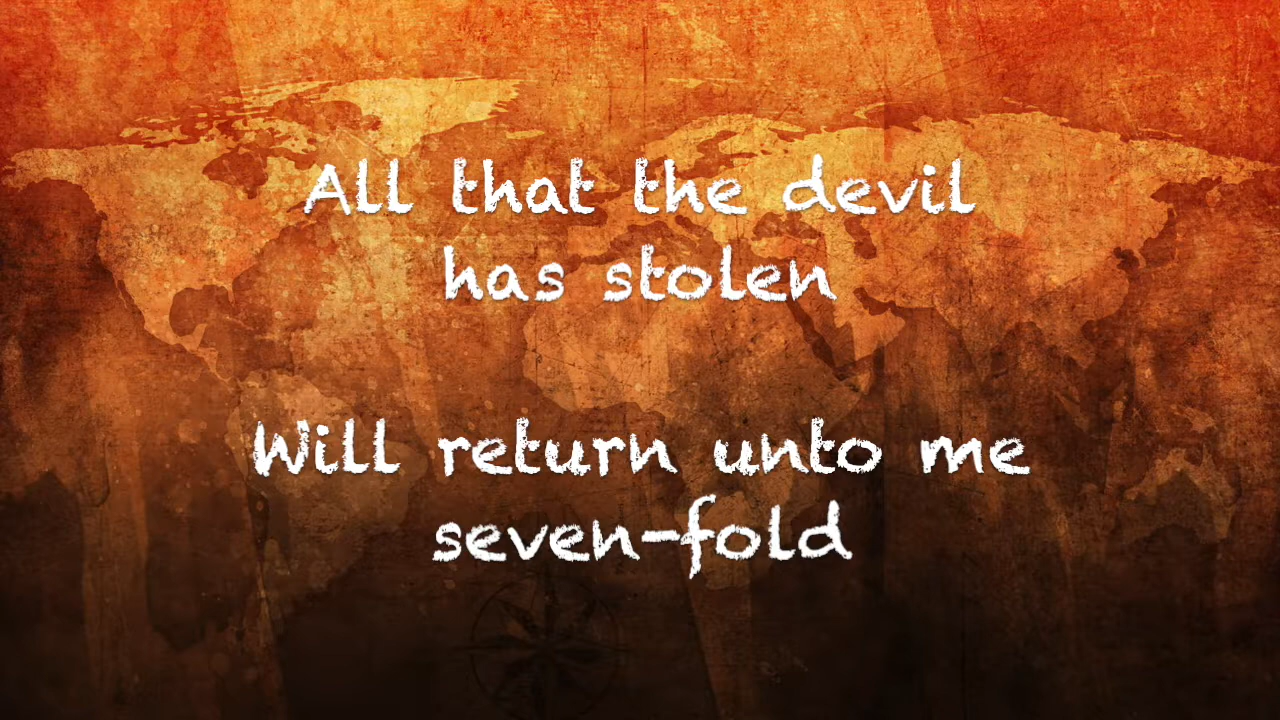 All that the devil
has stolen
Will return unto me
seven-fold